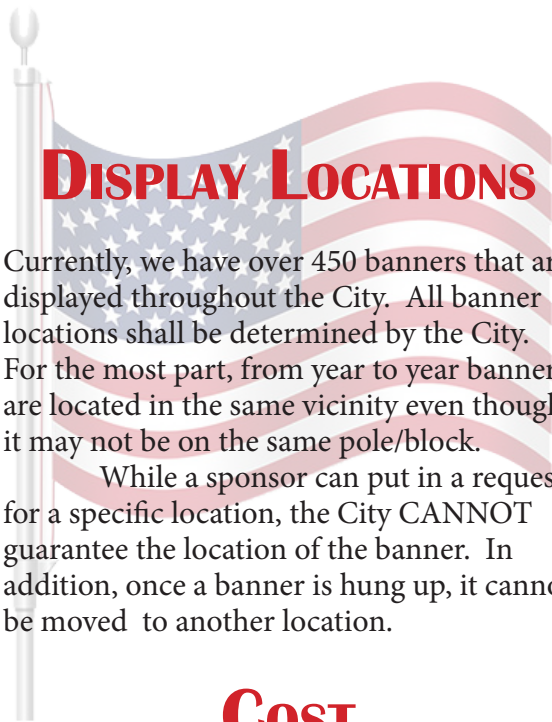 Display Locations
Currently, we have over 450 banners that ar
displayed throughout the City. All banner
locations shall be determined by the City.
For the most part, from year to year banner
are located in the same vicinity even though
it may not be on the same pole/block.
While a sponsor can put in a reques
for a specific location, the City CANNOT
guarantee the location of the banner. In
addition, once a banner is hung up, it canno
be moved to another location.
Cost